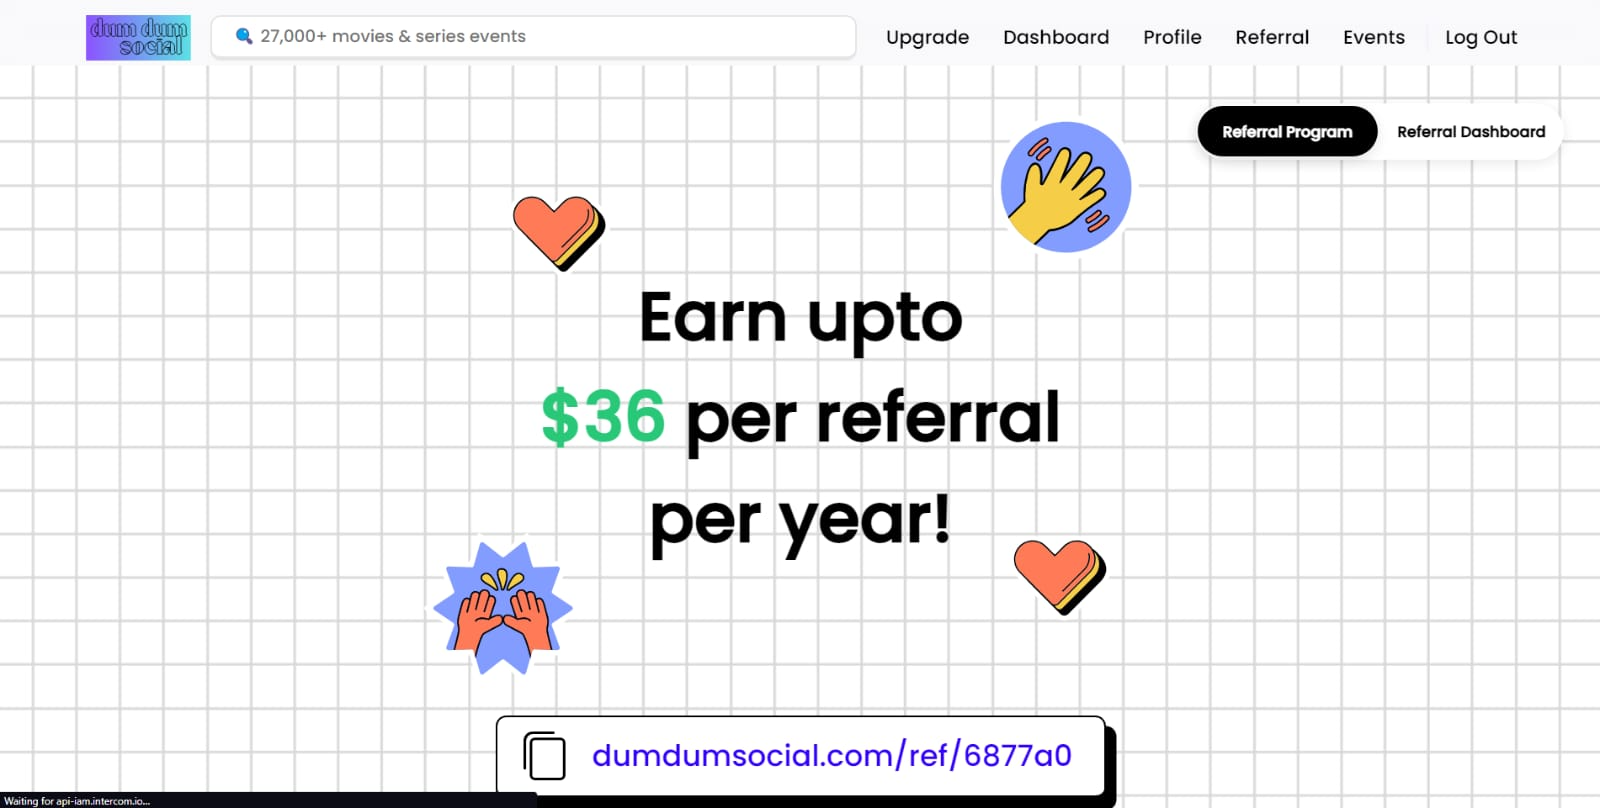 dum dum
social
27,000+ movies & series events
Upgrade
Dashboard
Profile
Referral
Events
Log Out
Referral Program
Referral Dashboard
Earn upto
$36 per referral
per year!
dumdumsocial.com/ref/6877a0
Waiting for api-iam.intercom.io...